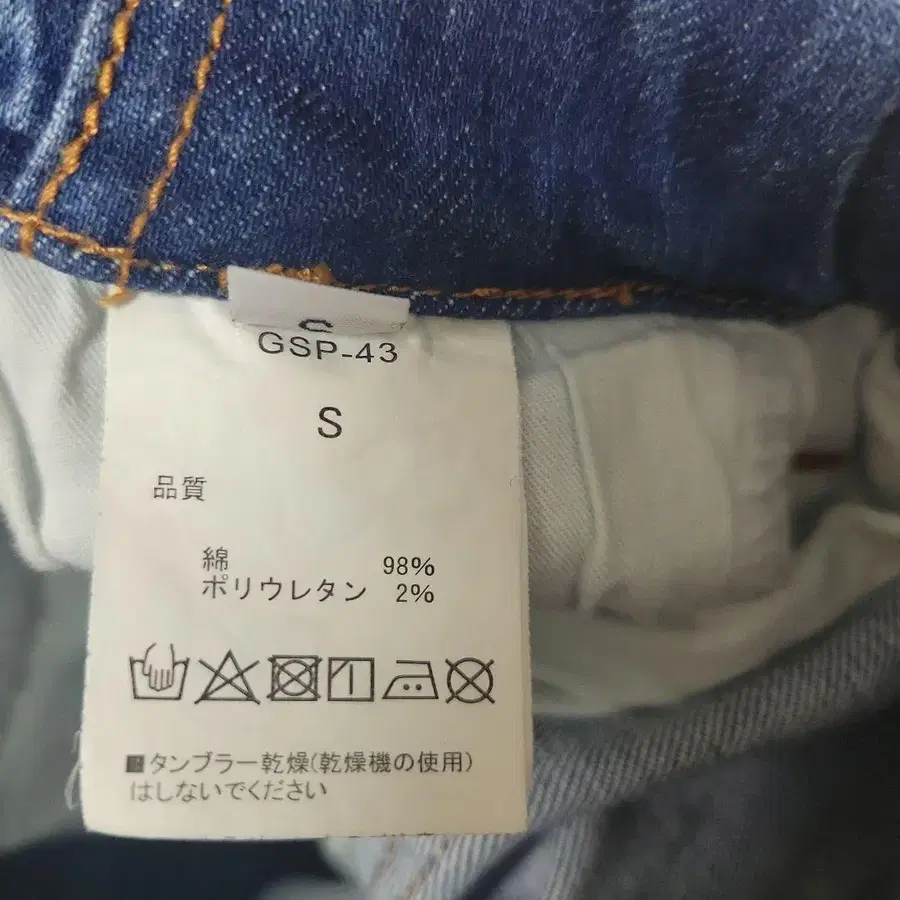 GSP-43
S
品質
綿 98%
ポリウレタン 2%
タンブラー乾燥(乾燥機の使用)
はしないでください